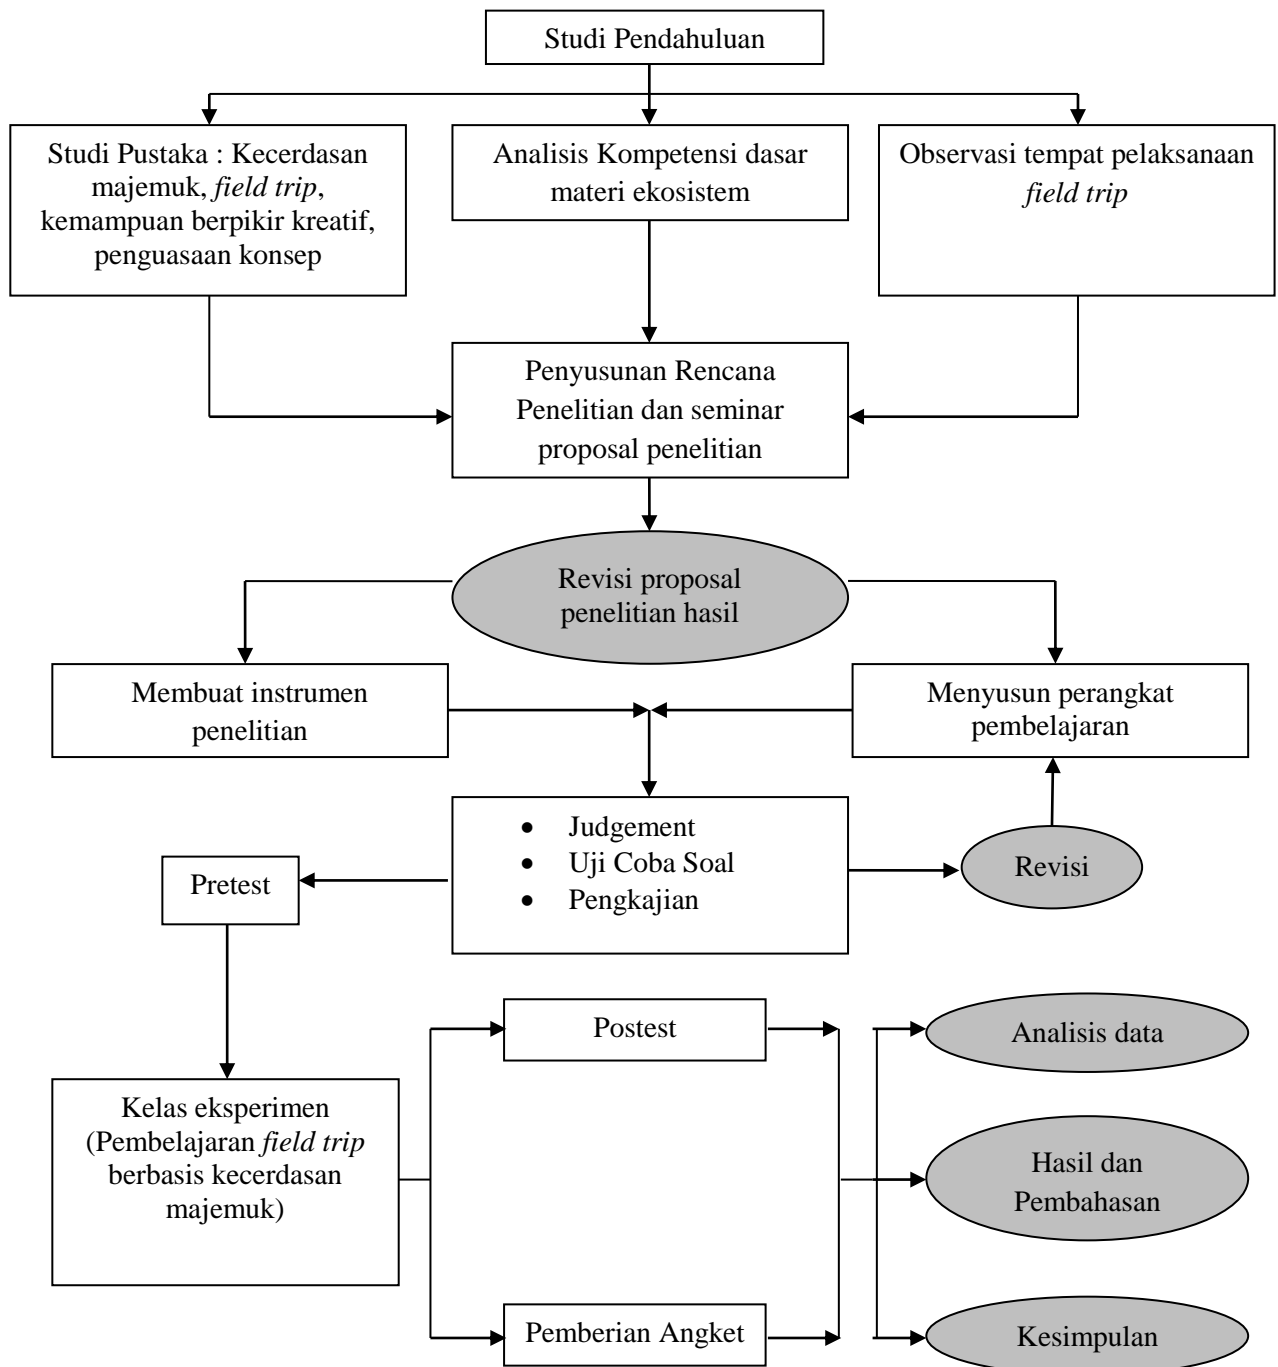 Studi Pendahuluan
Studi Pustaka : Kecerdasan
majemuk, field trip,
kemampuan berpikir kreatif,
penguasaan konsep
Analisis Kompetensi dasar
materi ekosistem
Observasi tempat pelaksanaan
field trip
Penyusunan Rencana
Penelitian dan seminar
proposal penelitian
Revisi proposal
penelitian hasil
Membuat instrumen
penelitian
Menyusun perangkat
pembelajaran
• Judgement
• Uji Coba Soal
• Pengkajian
Revisi
Pretest
Postest
Analisis data
Kelas eksperimen
(Pembelajaran field trip
berbasis kecerdasan
majemuk)
Hasil dan
Pembahasan
Pemberian Angket
Kesimpulan